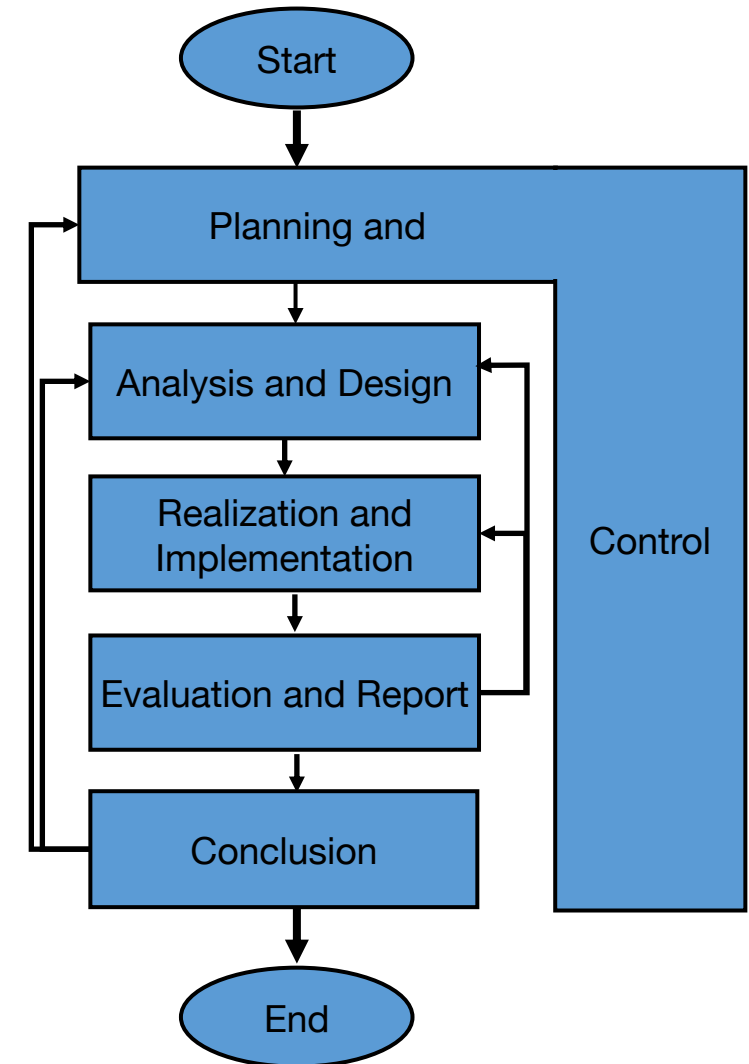 Start
Planning and
Analysis and Design
Realization and
Implementation
Control
Evaluation and Report
Conclusion
End